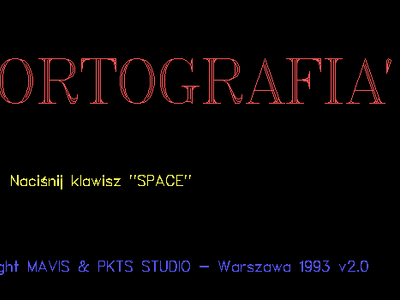 ORTOGRAFIA'
Naciśnij klawisz "SPACE"
ght MAVIS & PKTS STUDIO – Warszawa 1993 v2.0